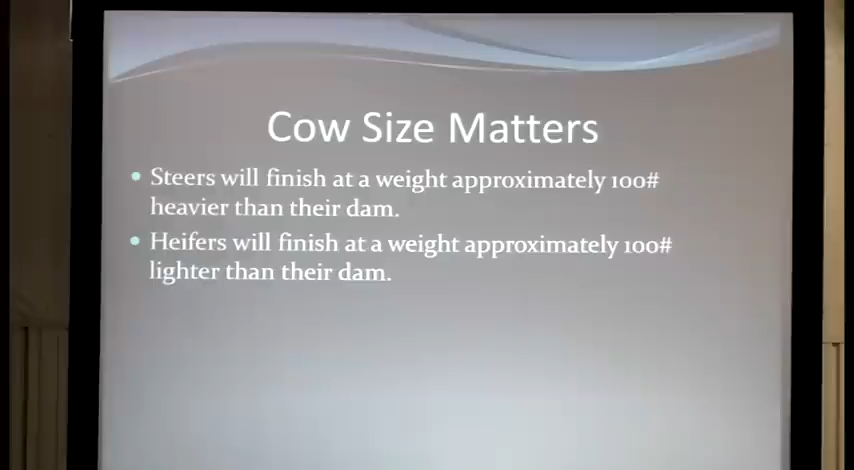 Cow Size Matters
• Steers will finish at a weight approximately 100#
heavier than their dam.
• Heifers will finish at a weight approximately 100#
lighter than their dam.